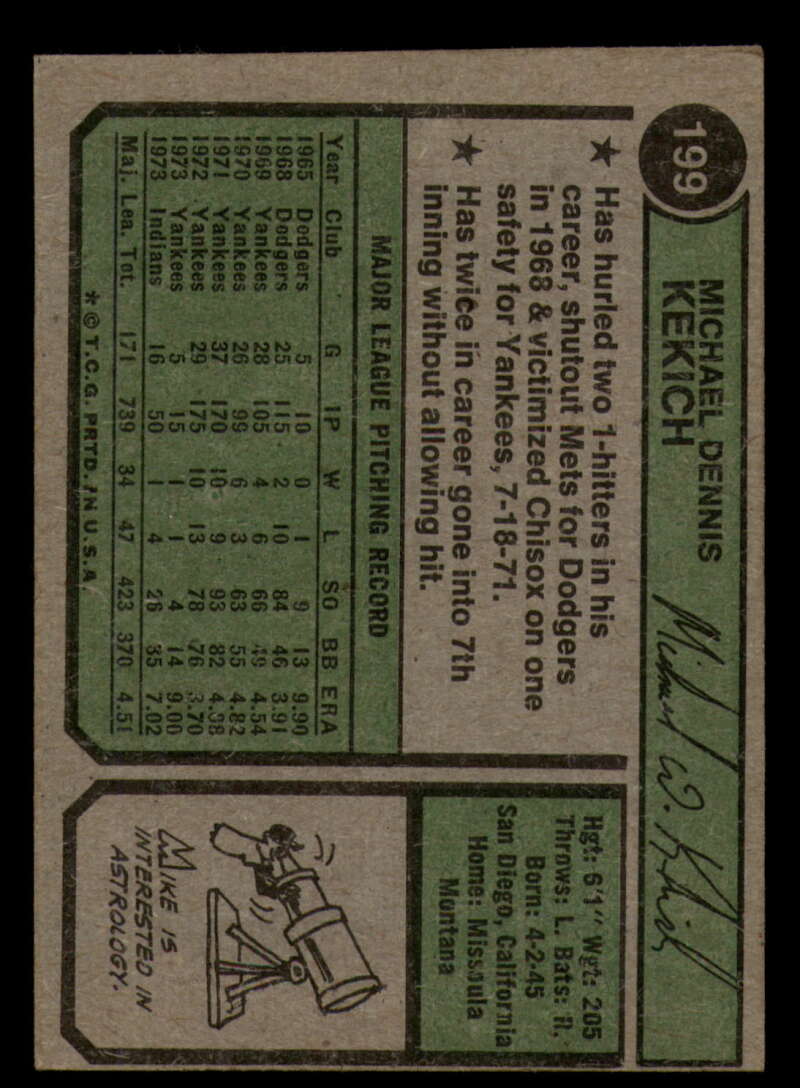 199
MICHAEL DENNIS
KEKICH
★ Has hurled two 1-hitters in his
career, shutout Mets for Dodgers
in 1968 & victimized Chisox on one
safety for Yankees, 7-18-71.
★ Has twice in career gone into 7th
inning without allowing hit.
MAJOR LEAGUE PITCHING RECORD
Year Club G IP W L SO BB ERA
1965 Dodgers 5 10 0 1 9 13 9.90
1968 Dodgers 25 115 2 10 84 46 3.91
1969 Yankees 28 105 4 6 66 49 4.54
1970 Yankees 26 99 6 3 63 55 4.82
1971 Yankees 37 170 10 9 93 82 4.08
1972 Yankees 29 175 10 13 78 76 3.70
1973 Yankees 5 15 1 1 4 14 9.00
1973 Indians 16 50 1 4 26 35 7.02
Maj. Lea. Tot. 171 739 34 47 423 370 4.51
* © T.C.G. PRTD. IN U.S.A.
Hgt: 6'1" Wgt: 205
Throws: L. Bats: R.
Born: 4-2-45
San Diego, California
Home: Missoula
Montana
MIKE IS
INTERESTED IN
ASTROLOGY.